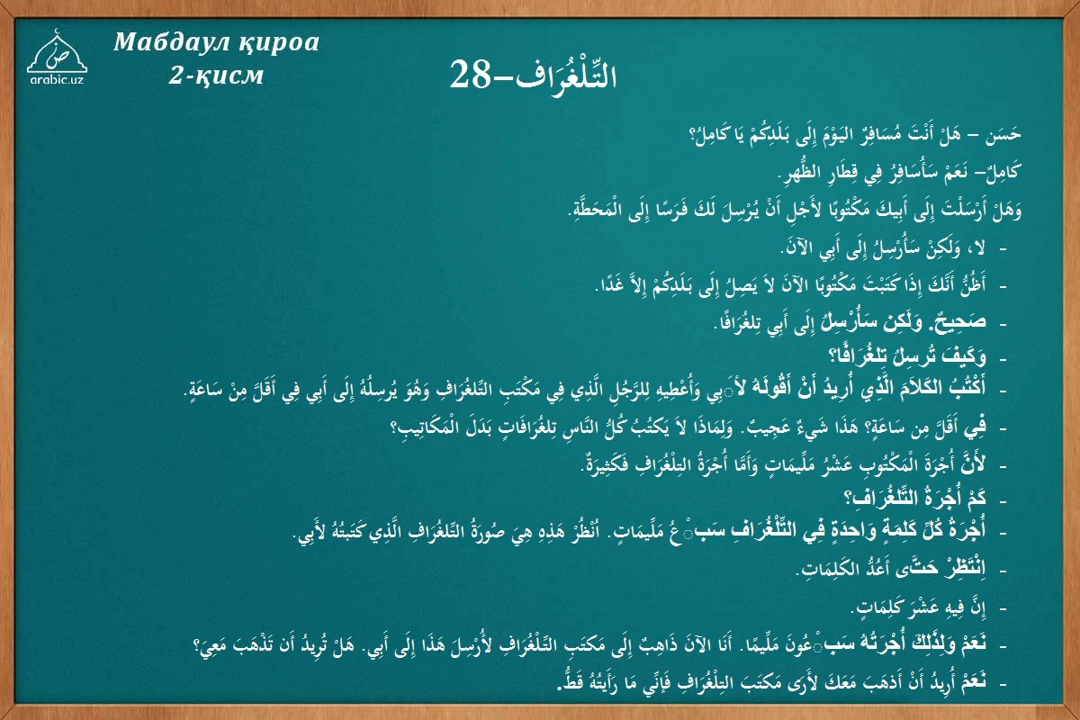 Мабдаул қироа
2-қисм
arabic.uz
28–التِّلْغُرَاف
حَسَن – هَلْ أَنْتَ مُسَافِرٌ اليَوْمَ إِلَى بَلَدِكُمْ يَا كَامِلُ؟
كَامِلٌ– نَعَمْ سَأُسَافِرُ فِي قِطَارِ الظُّهرِ.
وَهَلْ أَرْسَلْتَ إِلَى أَبِيكَ مَكْتُوبًا لأَجْلِ أَنْ يُرْسِلَ لَكَ فَرَسًا إِلَى الْمَحَطَّةِ.
- لا، وَلَكِنْ سَأُرْسِلُ إِلَى أَبِي الآنَ.
- أَظُنُّ أَنَّكَ إِذَا كَتَبْتَ مَكْتُوبًا الآنَ لاَ يَصِلُ إِلَى بَلَدِكُمْ إِلاَّ غَدًا.
- صَحِيحٌ. وَلَكِن سَأُرْسِلُ إِلَى أَبِي تِلغُرَافًا.
- وَكَيفَ تُرسِلُ تِلغُرَافًا؟
- أَكْتُبُ الكَلاَمَ الَّذِي أُرِيدُ أَنْ أَقُولَهُ لأَبِي وَأُعْطِيهِ لِلرَّجُلِ الَّذِي فِي مَكْتَبِ التِّلغُرَافِ وَهُوَ يُرسِلُهُ إِلَى أَبِي فِي أَقَلَّ مِنْ سَاعَةٍ.
- فِي أَقَلَّ مِن سَاعَةٍ؟ هَذَا شَيءٌ عَجِيبٌ. وَلِمَاذَا لاَ يَكتُبُ كُلُّ النَّاسِ تِلغُرَافَاتٍ بَدَلَ الْمَكَاتِيبِ؟
- لأَنَّ أُجْرَةَ الْمَكْتُوبِ عَشْرُ مَلِّيمَاتٍ وَأَمَّا أُجْرَةُ التِلْغُرَافِ فَكَثِيرَةٌ.
- كَمْ أُجْرَةُ التِّلغُرَافِ؟
- أُجْرَةُ كُلِّ كَلِمَةٍ وَاحِدَةٍ فِي التِّلْغُرَافِ سَبْعُ مَلِّيمَاتٍ. اُنْظُرْ هَذِهِ هِيَ صُورَةُ التِّلغُرَافِ الَّذِي كَتَبتُهُ لأَبِي.
- اِنْتَظِرْ حَتَّى أَعُدُّ الكَلِمَاتِ.
- إِنَّ فِيهِ عَشْرَ كَلِمَاتٍ.
- نَعَمْ وَلِذَلِكَ أُجْرَتُهُ سَبْعُونَ مَلِّيمًا. أَنَا الآنَ ذَاهِبٌ إِلَى مَكتَبِ التِّلْغُرَافِ لأُرْسِلَ هَذَا إِلَى أَبِي. هَلْ تُرِيدُ أَن تَذْهَبَ مَعِيَ؟
- نَعَمْ أُرِيدُ أَنْ أَذهَبَ مَعَكَ لأَرَى مَكتَبَ التِلْغُرَافِ فَإِنِّي مَا رَأَيتُهُ قَطُّ.